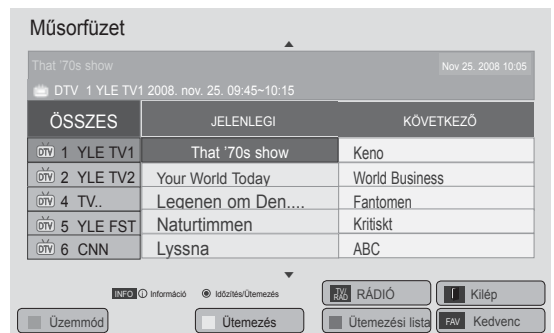 Műsorfüzet
That '70s show Nov 25. 2008 10:05
DTV 1 YLE TV1 2008. nov. 25. 09:45~10:15
ÖSSZES JELENLEGI KÖVETKEZŐ
DTV 1 YLE TV1 That '70s show Keno
DTV 2 YLE TV2 Your World Today World Business
DTV 4 TV.. Legenen om Den.... Fantomen
DTV 5 YLE FST Naturtimmen Kritiskt
DTV 6 CNN Lyssna ABC
INFO i Információ Időzítés/Ütemezés TV/RAD RÁDIÓ Kilép
Üzemmód Ütemezés Ütemezési lista FAV Kedvenc